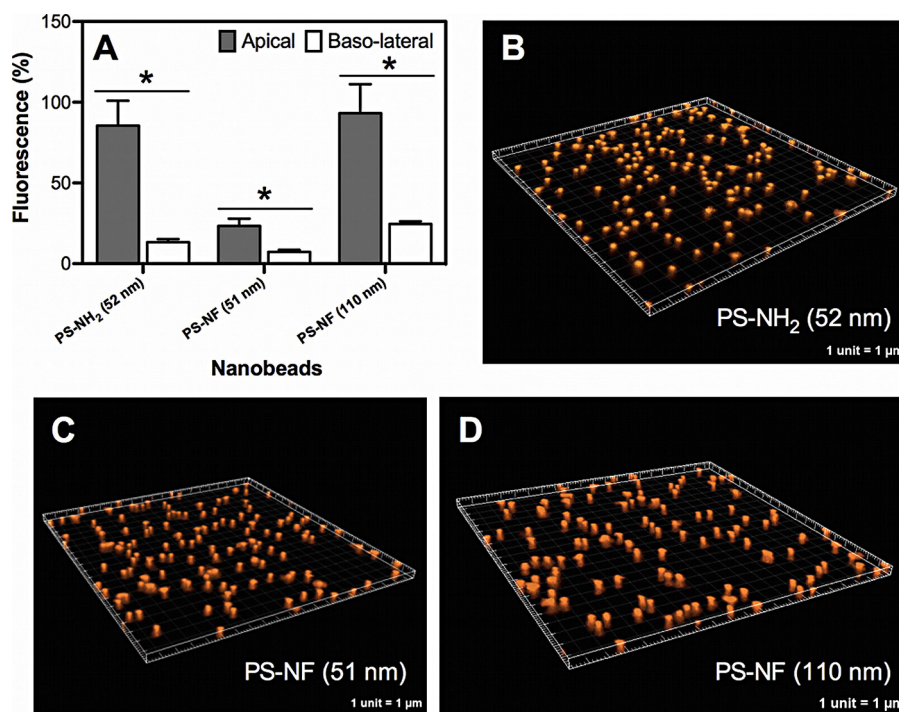 A
Apical
Baso-lateral
Fluorescence (%)
150
100
50
0
*
*
*
PS-NH₂ (52 nm)
PS-NF (51 nm)
PS-NF (110 nm)
Nanobeads
B
PS-NH₂ (52 nm)
1 unit = 1 µm
C
PS-NF (51 nm)
1 unit = 1 µm
D
PS-NF (110 nm)
1 unit = 1 µm